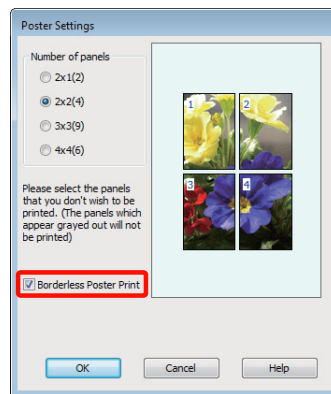 Poster Settings
Number of panels
2x1(2)
2x2(4)
3x3(9)
4x4(6)
1
2
3
4
Please select the panels
that you don't wish to be
printed. (The panels which
appear grayed out will not
be printed)
Borderless Poster Print
OK
Cancel
Help